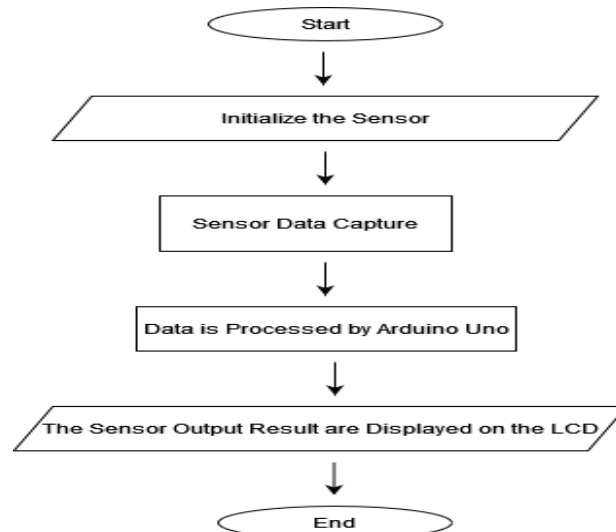 Start
Initialize the Sensor
Sensor Data Capture
Data is Processed by Arduino Uno
The Sensor Output Result are Displayed on the LCD
End